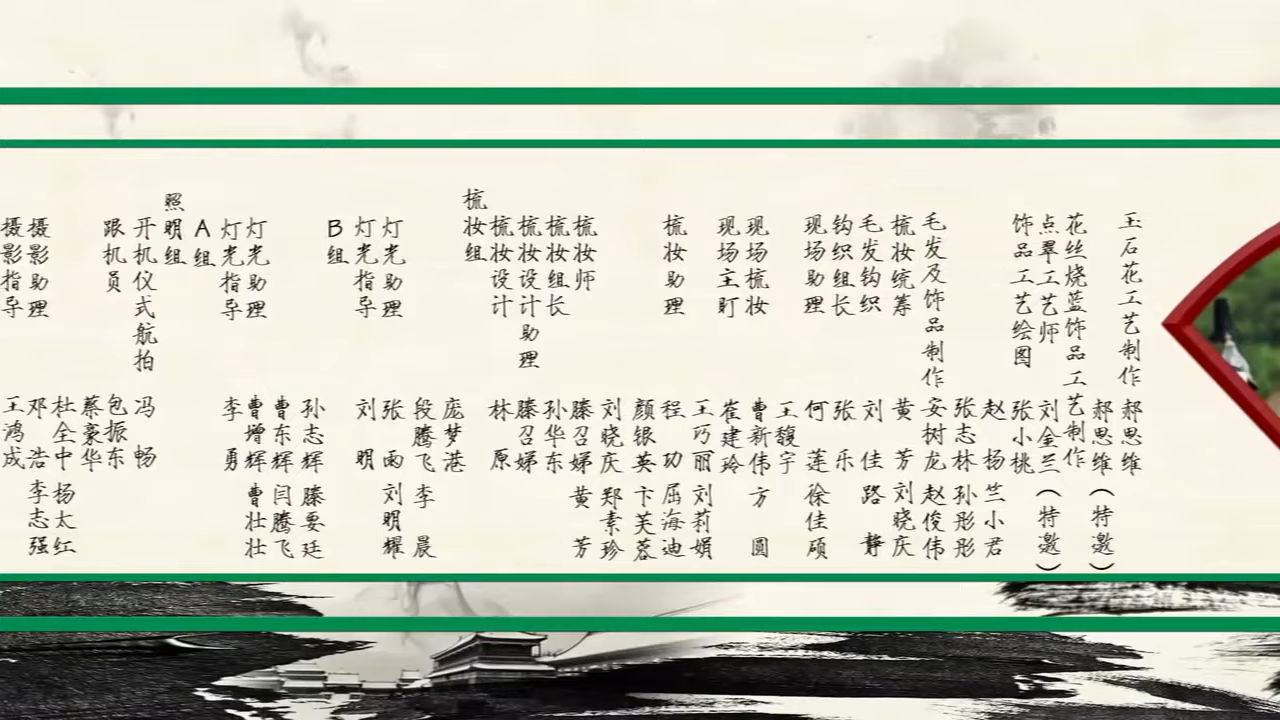 摄影指导 王鸿成
摄影助理 邓浩 李志强
杜全中 杨太红
蔡豪华
跟机员 包振东
开机仪式航拍 冯畅
照明组
A组
灯光指导 李勇
灯光助理 曹增辉 曹壮壮
曹东辉 闫腾飞
孙志辉 滕要廷
B组
灯光指导 刘明
灯光助理 张雨 刘明耀
段腾飞 李晨
庞梦港
梳妆组
梳妆设计 林原
梳妆设计助理 滕召娣
梳妆组长 孙华东
梳妆师 滕召娣 黄芳
刘晓庆 郑素珍
颜银英 卞芙蓉
梳妆助理 程功 屈海迪
王巧丽 刘莉娟
现场主盯 崔建玲
现场梳妆 曹新伟 方圆
王馥宇
现场助理 何莲 徐佳硕
钩织组长 张乐
毛发钩织 刘佳 路静
梳妆统筹 黄芳 刘晓庆
毛发及饰品制作 安树龙 赵俊伟
张志林 孙彤彤
赵杨 竺小君
饰品工艺绘图 张小桃
点翠工艺师 刘金兰（特邀）
花丝烧蓝饰品工艺制作 郝思维（特邀）
玉石花工艺制作 郝思维